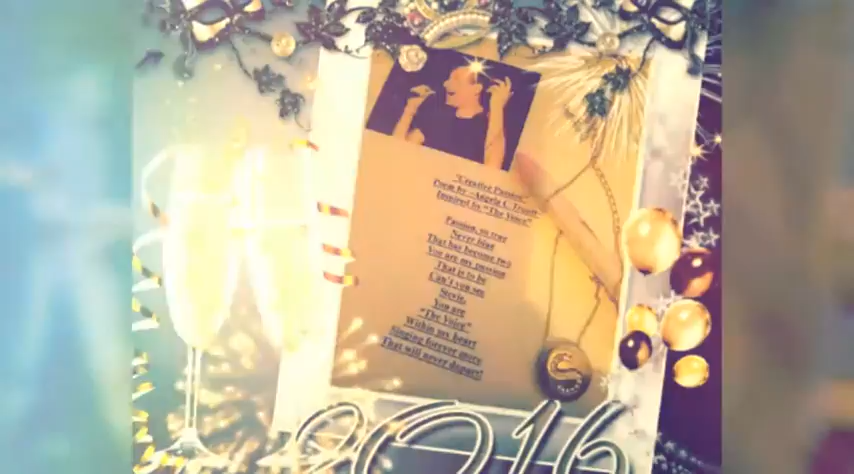 "Creative Passion"
Poem by ~Angela C. Truett
Inspired by "The Voice"
Passion, so true
Never blue
That has become two
You are my passion
That is to be
Can't you see
Stevie,
You are
"The Voice"
Within my heart
Singing forever more
That will never depart!
2016